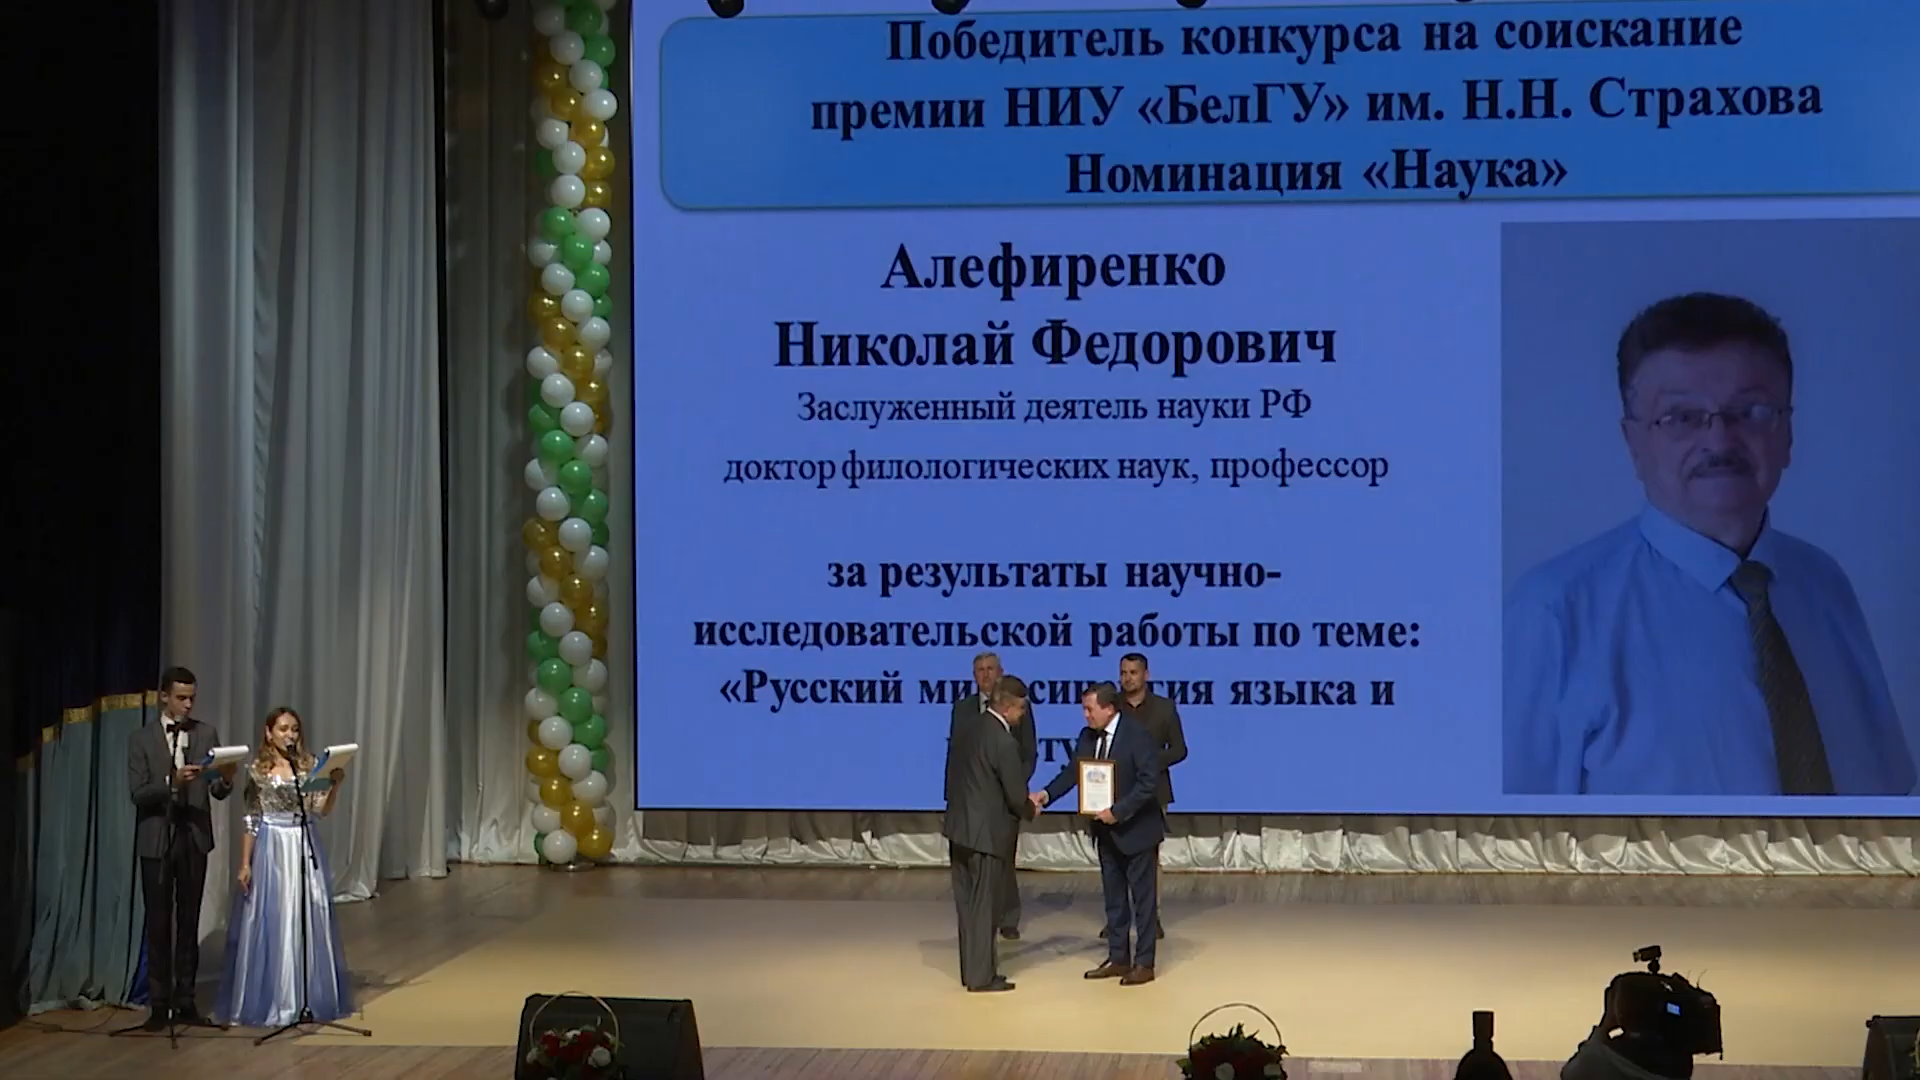 Победитель конкурса на соискание
премии НИУ «БелГУ» им. Н.Н. Страхова
Номинация «Наука»
Алефиренко
Николай Федорович
Заслуженный деятель науки РФ
доктор филологических наук, профессор
за результаты научно-
исследовательской работы по теме:
«Русский языка и